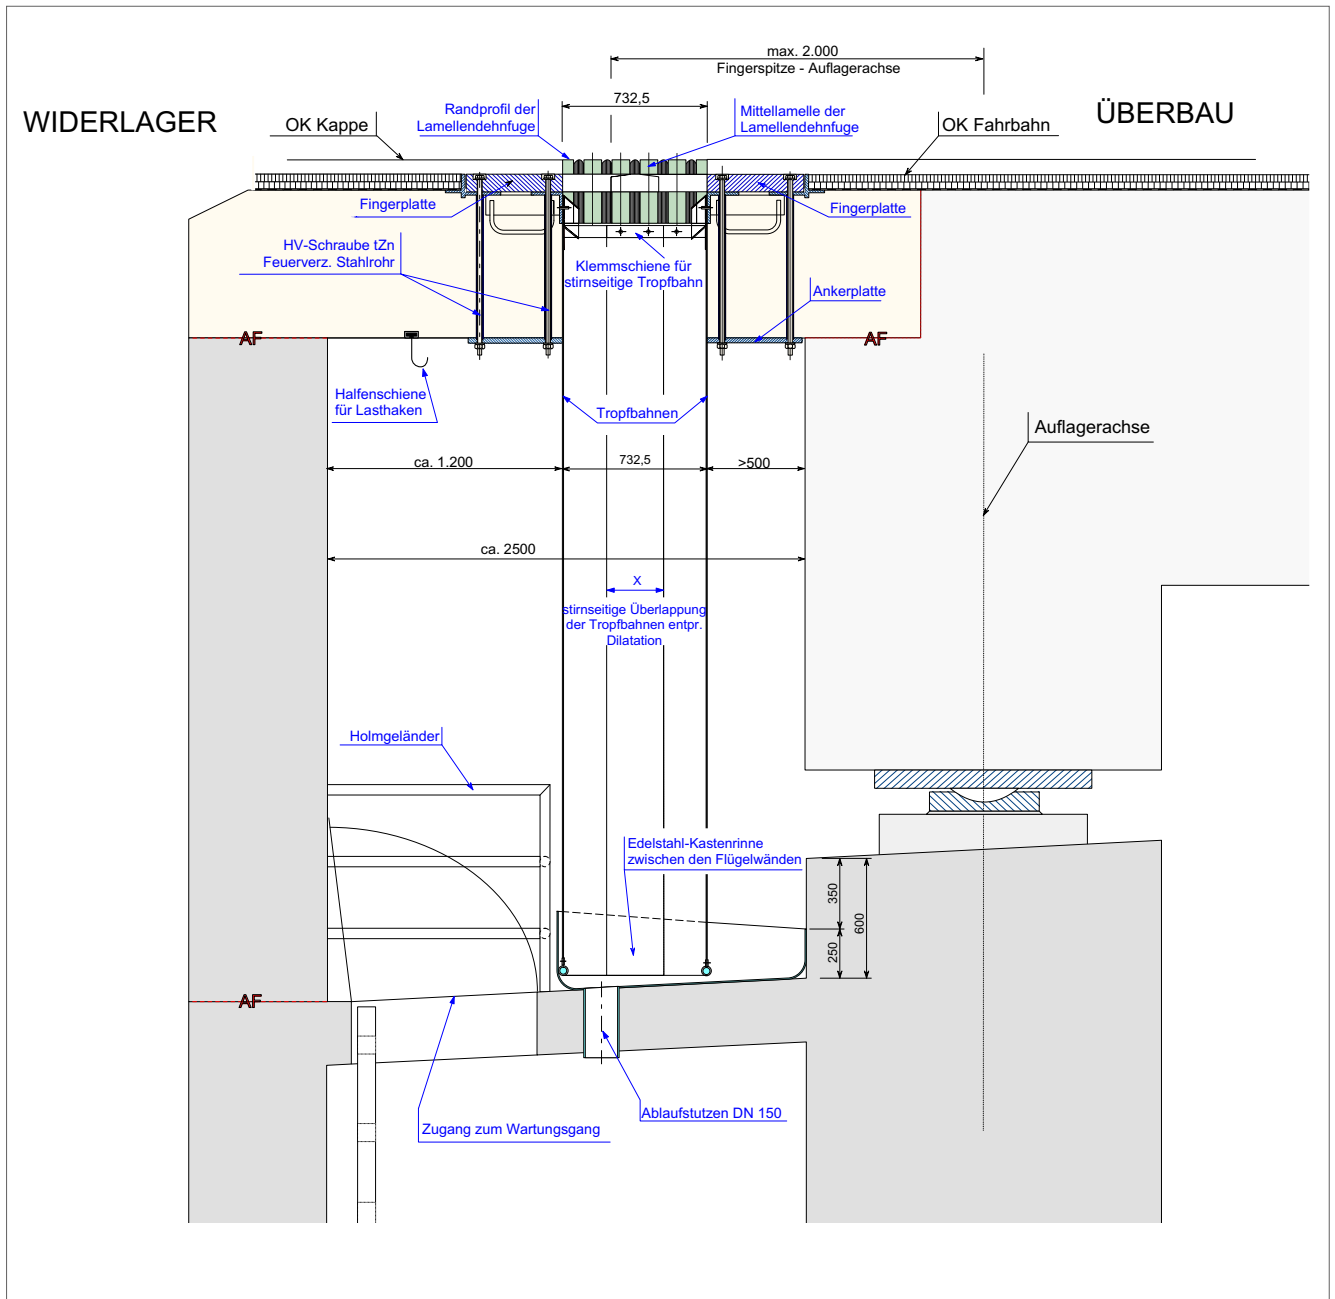 max. 2.000
Fingerspitze - Auflagerachse
WIDERLAGER
ÜBERBAU
732,5
Randprofil der
Lamellendehnfuge
Mittellamelle der
Lamellendehnfuge
OK Kappe
OK Fahrbahn
Fingerplatte
Fingerplatte
HV-Schraube tZn
Feuerverz. Stahlrohr
Klemmschiene für
stirnseitige Tropfbahn
Ankerplatte
AF
AF
Halfenschiene
für Lasthaken
Tropfbahnen
Auflagerachse
ca. 1.200
732,5
>500
ca. 2500
X
stirnseitige Überlappung
der Tropfbahnen entpr.
Dilatation
Holmgeländer
Edelstahl-Kastenrinne
zwischen den Flügelwänden
350
600
250
AF
Ablaufstutzen DN 150
Zugang zum Wartungsgang